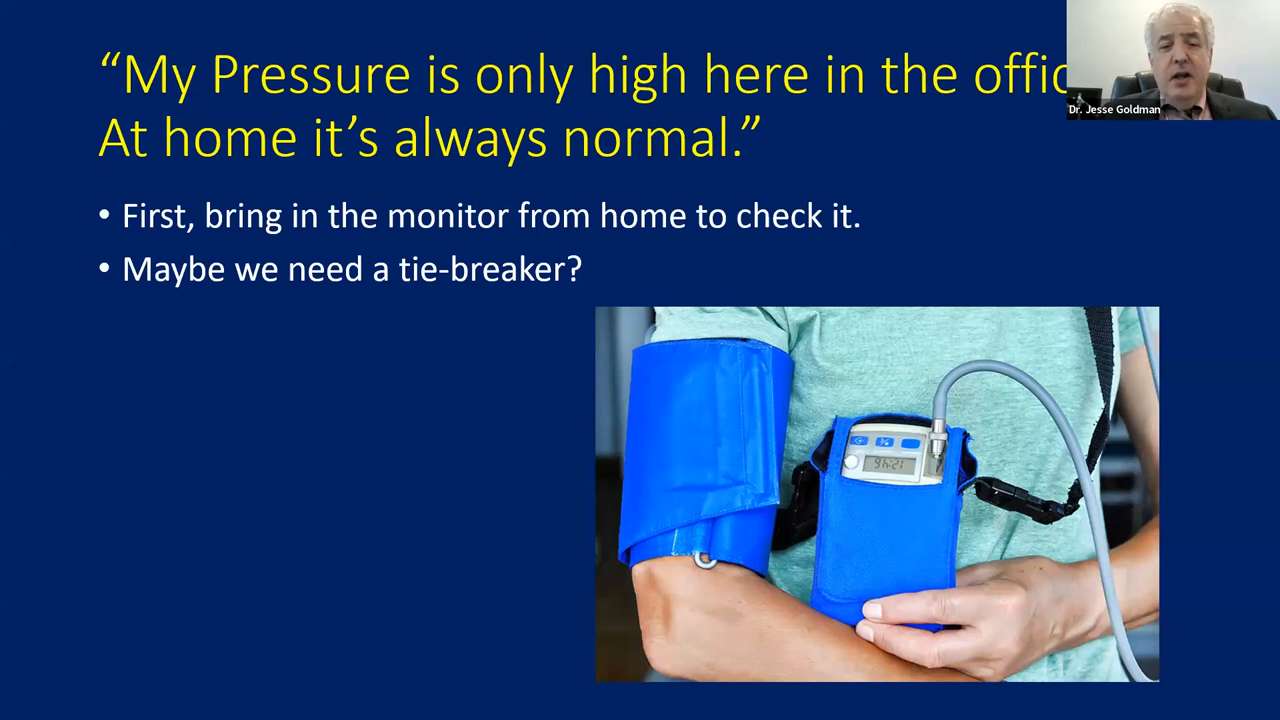 “My Pressure is only high here in the
At home it’s always normal.”
Dr. Jesse Goldman
• First, bring in the monitor from home to check it.
• Maybe we need a tie-breaker?